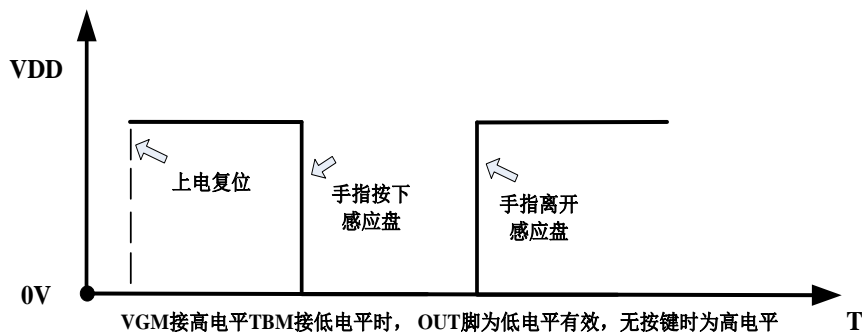 VDD
上电复位
手指按下
感应盘
手指离开
感应盘
0V
VGM接高电平TBM接低电平时， OUT脚为低电平有效，无按键时为高电平
T